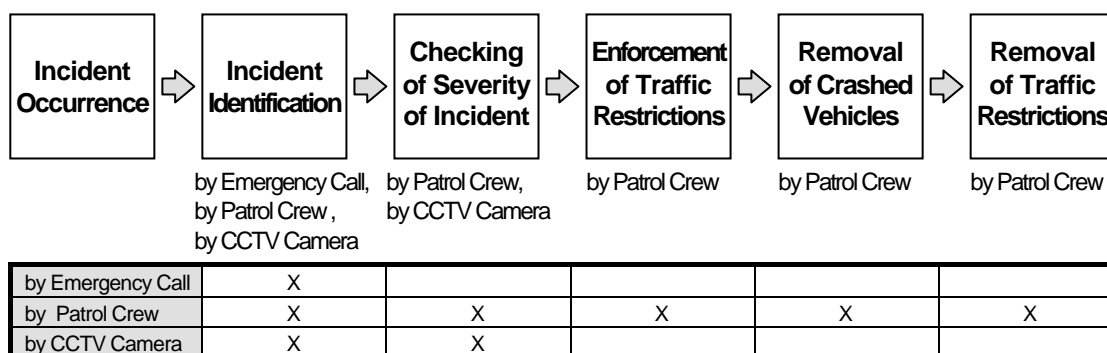 Incident
Occurrence
Incident
Identification
Checking
of Severity
of Incident
Enforcement
of Traffic
Restrictions
Removal
of Crashed
Vehicles
Removal
of Traffic
Restrictions
by Emergency Call,
by Patrol Crew ,
by CCTV Camera
by Patrol Crew,
by CCTV Camera
by Patrol Crew
by Patrol Crew
by Patrol Crew
by Emergency Call X
by Patrol Crew X X X X X
by CCTV Camera X X